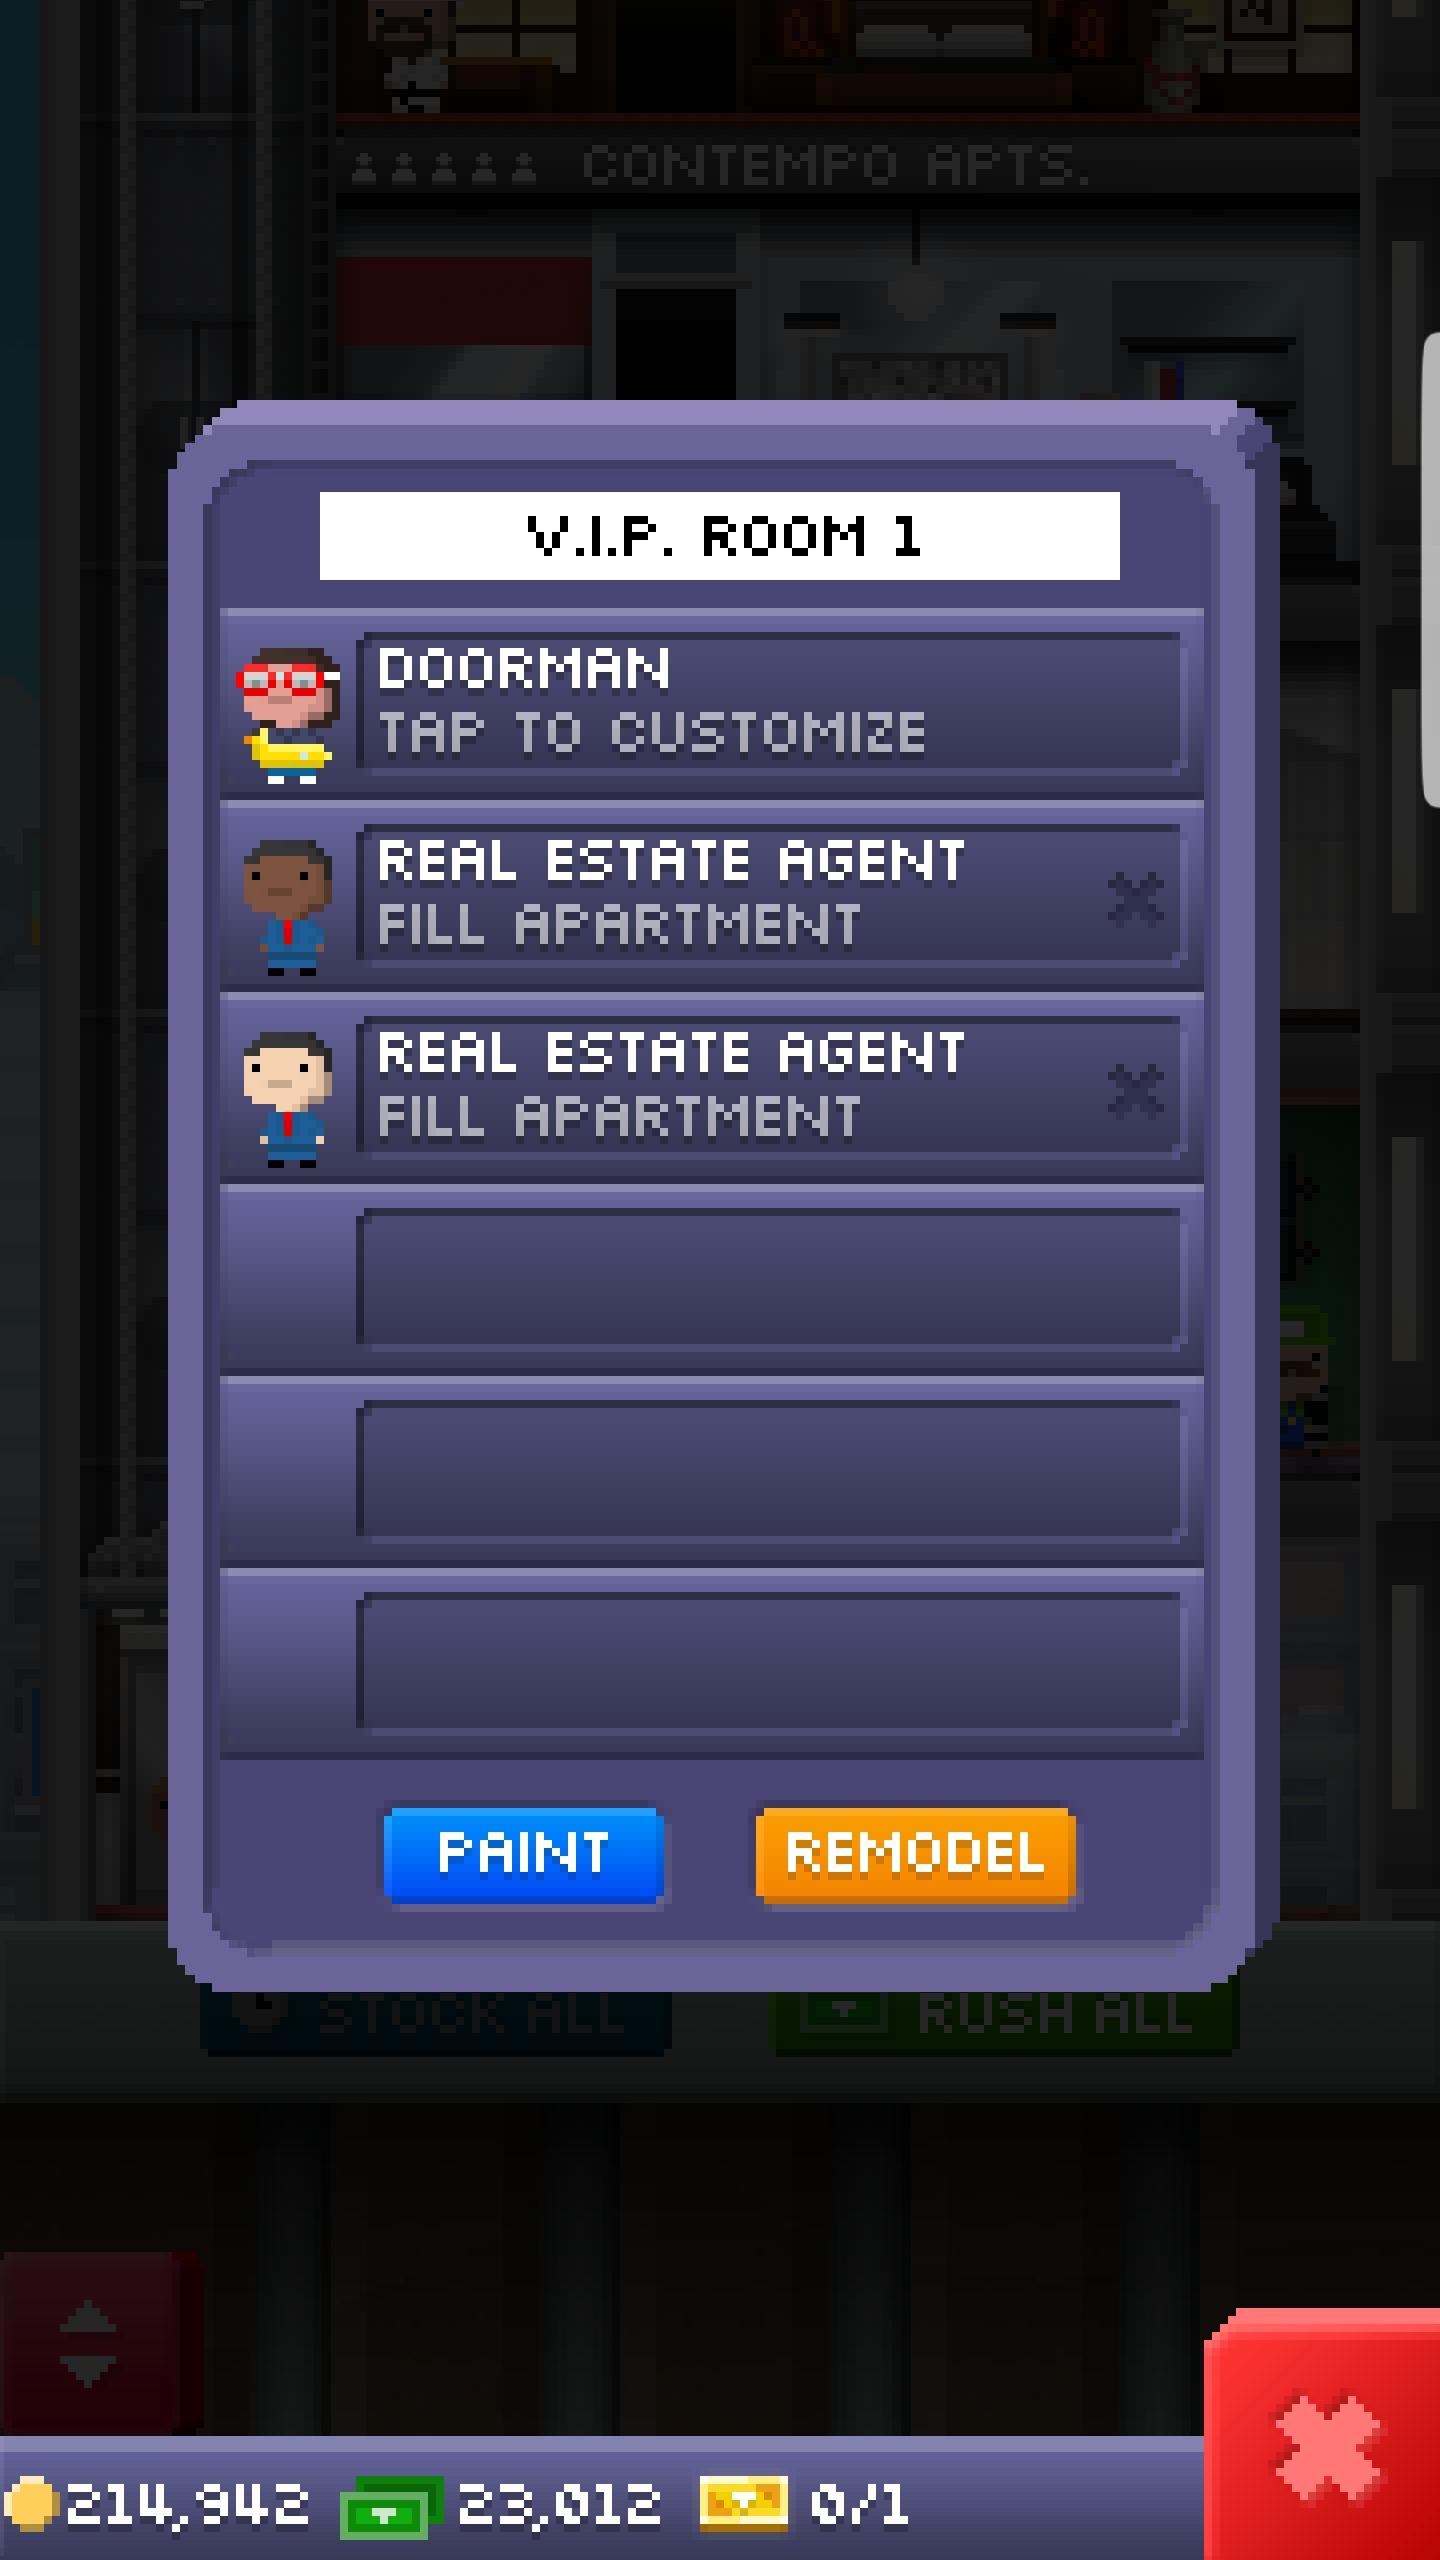 CONTEMPO APTS.
V.I.P. ROOM 1
DOORMAN
TAP TO CUSTOMIZE
REAL ESTATE AGENT
FILL APARTMENT
REAL ESTATE AGENT
FILL APARTMENT
PAINT
REMODEL
STOCK ALL
RUSH ALL
214,942
23,012
0/1